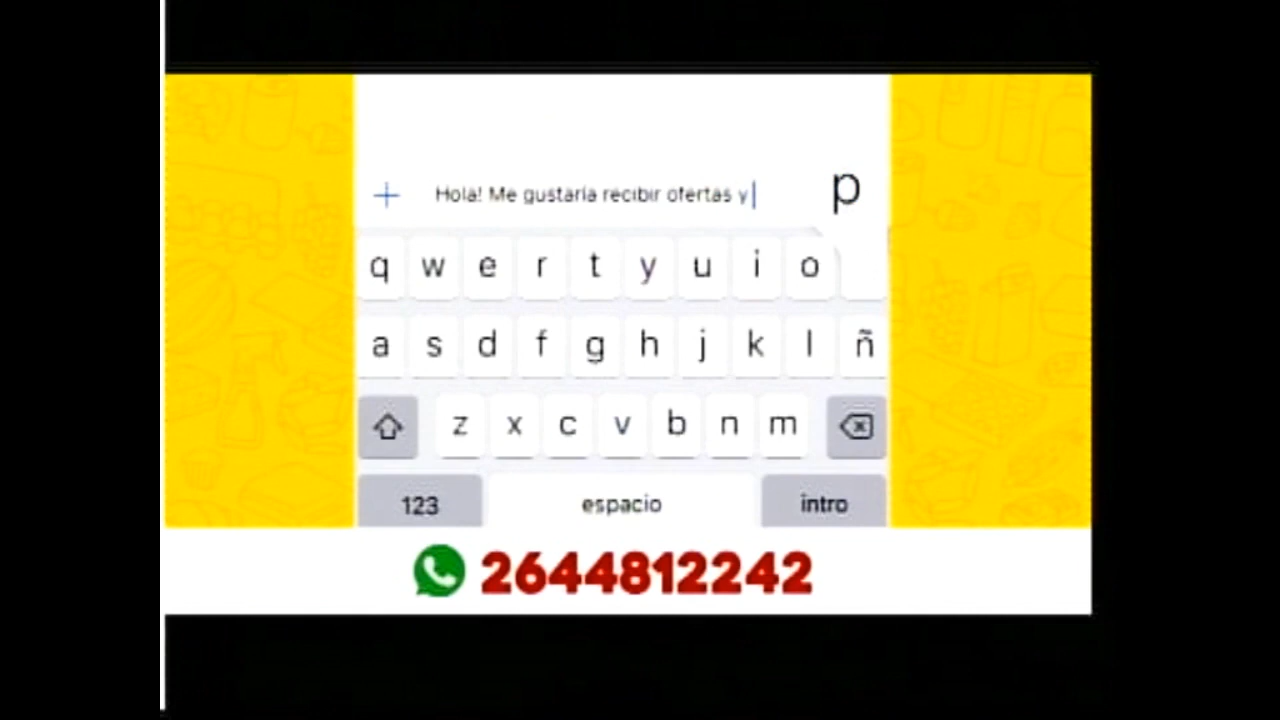 Hola! Me gustaría recibir ofertas y
p
q w e r t y u i o
a s d f g h j k l ñ
z x c v b n m
123 espacio intro
2644812242